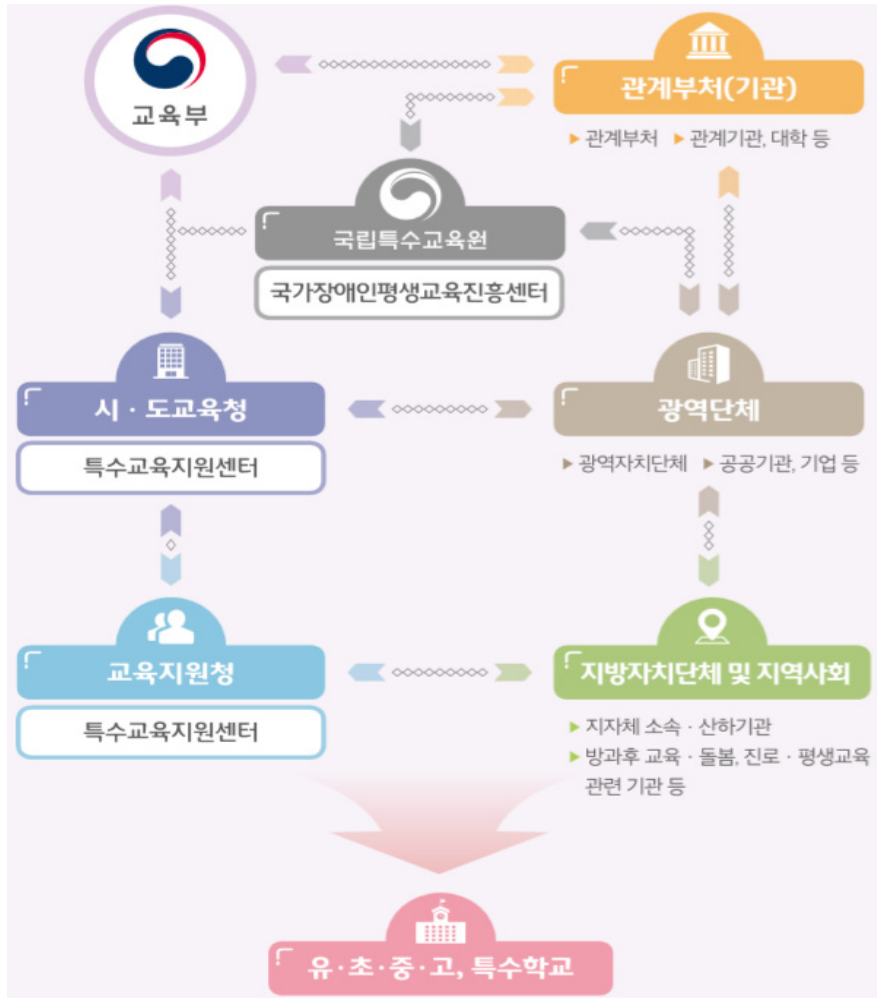 교육부
관계부처(기관)
▶ 관계부처 ▶ 관계기관, 대학 등
국립특수교육원
국가장애인평생교육진흥센터
시·도교육청
특수교육지원센터
광역단체
▶ 광역자치단체 ▶ 공공기관, 기업 등
교육지원청
특수교육지원센터
지방자치단체 및 지역사회
▶ 지자체 소속·산하기관
▶ 방과후 교육·돌봄, 진로·평생교육
관련 기관 등
유·초·중·고, 특수학교